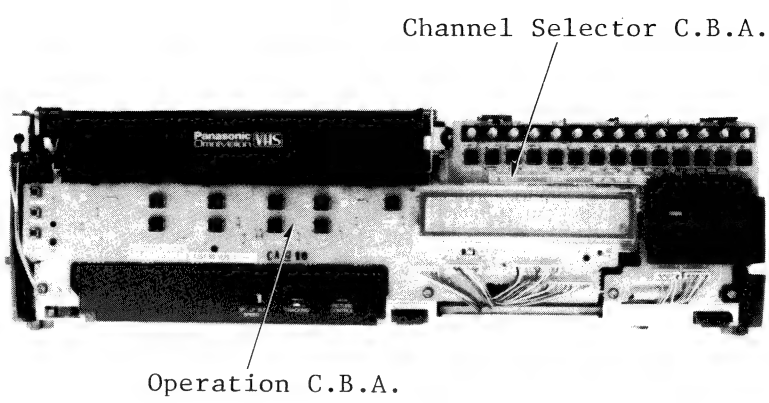 Channel Selector C.B.A.
Panasonic
Omnivision VHS
Operation C.B.A.